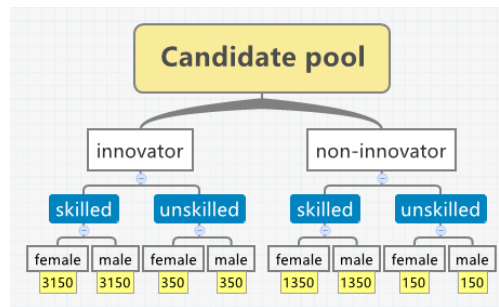 Candidate pool
innovator non-innovator
skilled unskilled skilled unskilled
female male female male female male female male
3150 3150 350 350 1350 1350 150 150